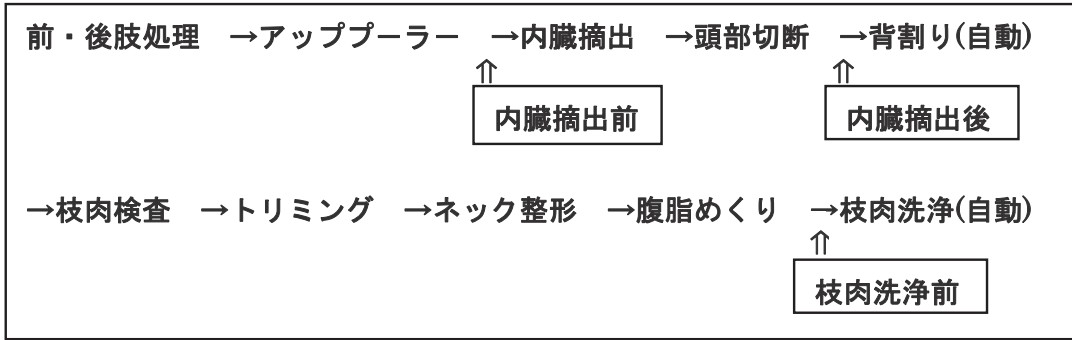 前・後肢処理　→アッププーラー　→内臓摘出　→頭部切断　→背割り(自動)
⇑　⇑
内臓摘出前　内臓摘出後
→枝肉検査　→トリミング　→ネック整形　→腹脂めくり　→枝肉洗浄(自動)
⇑
枝肉洗浄前